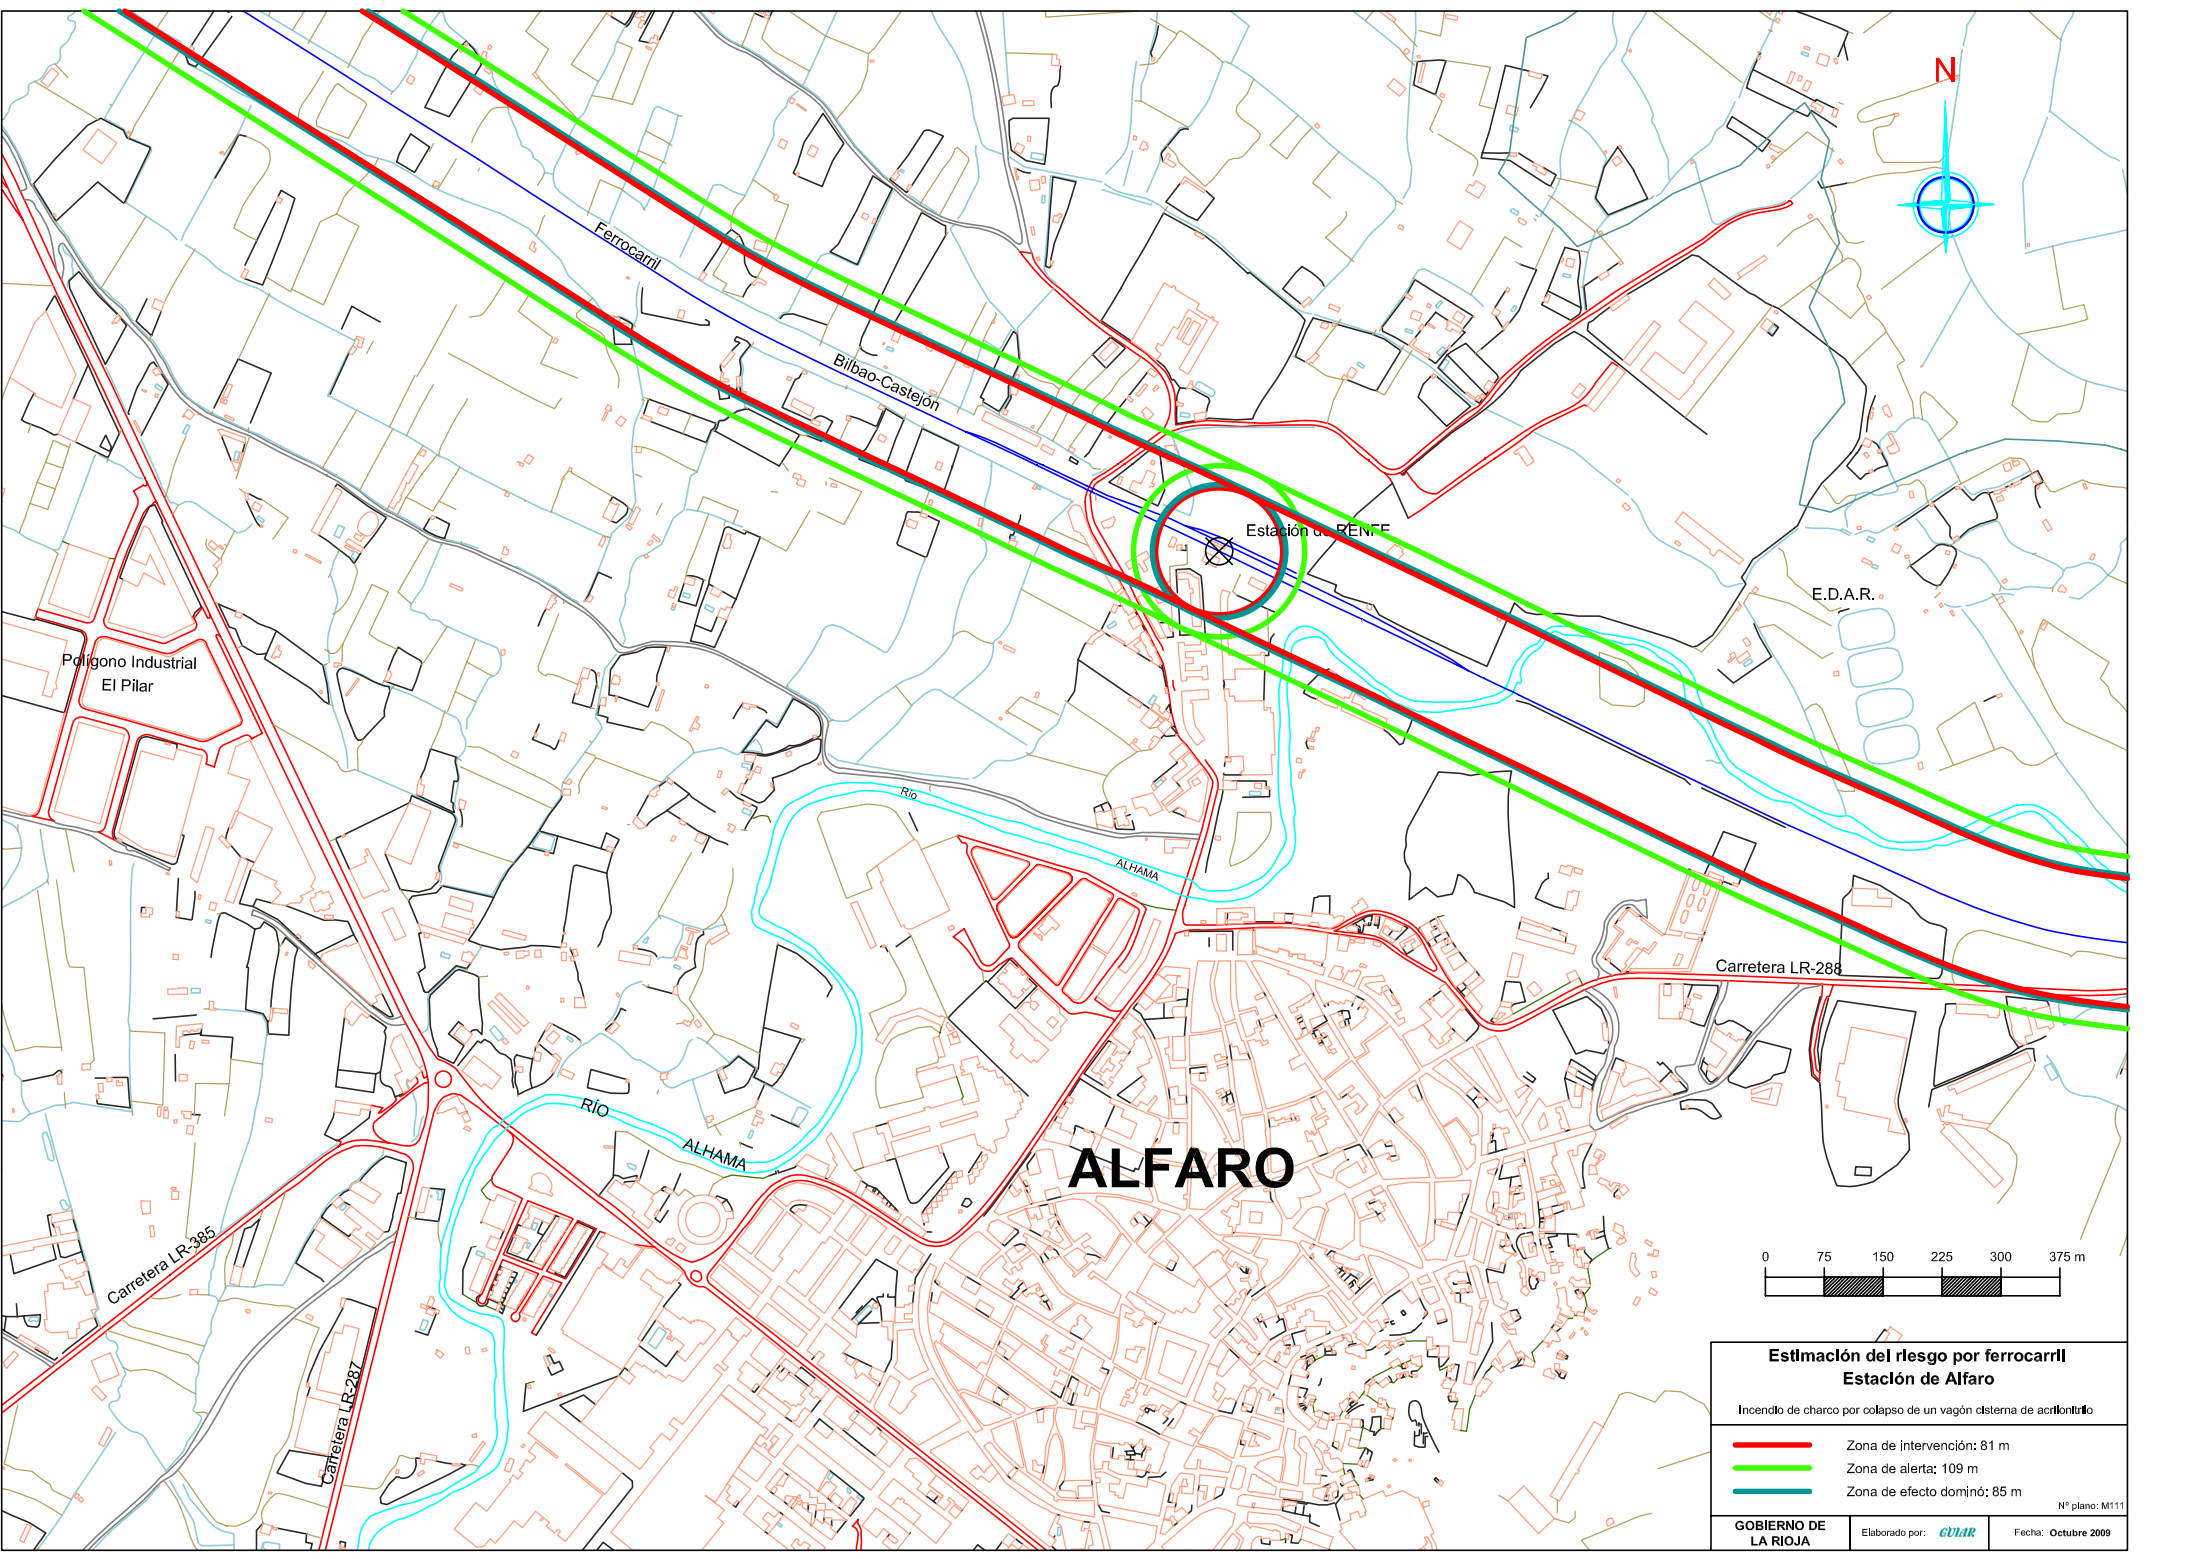 N
Ferrocarril
Bilbao-Castejón
Estación de RENFE
E.D.A.R.
Polígono Industrial
El Pilar
Río
ALHAMA
Carretera LR-288
RÍO
ALHAMA
ALFARO
Carretera LR-385
Carretera LR-287
0 75 150 225 300 375 m
Estimación del riesgo por ferrocarril
Estación de Alfaro
Incendio de charco por colapso de un vagón cisterna de acrilonitrilo
Zona de intervención: 81 m
Zona de alerta: 109 m
Zona de efecto dominó: 85 m
Nº plano: M111
GOBIERNO DE
LA RIOJA
Elaborado por: GUIAR
Fecha: Octubre 2009